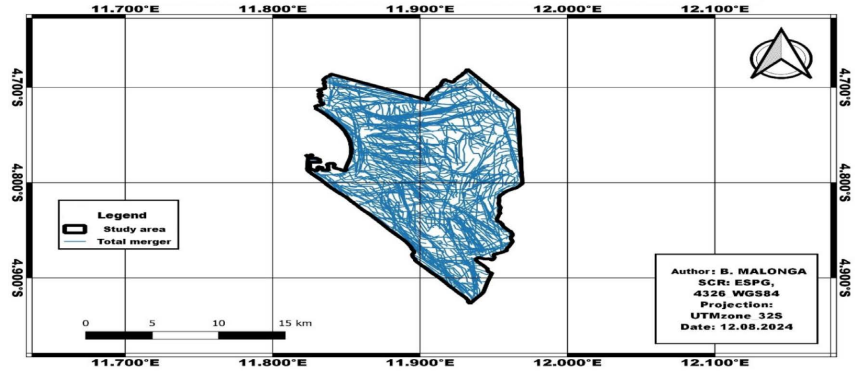 11.700°E 11.800°E 11.900°E 12.000°E 12.100°E
4.700°S 4.700°S
4.800°S 4.800°S
4.900°S 4.900°S
Legend
Study area
Total merger
0 5 10 15 km
Author: B. MALONGA
SCR: ESPG,
4326 WGS84
Projection:
UTMzone 32S
Date: 12.08.2024
11.700°E 11.800°E 11.900°E 12.000°E 12.100°E